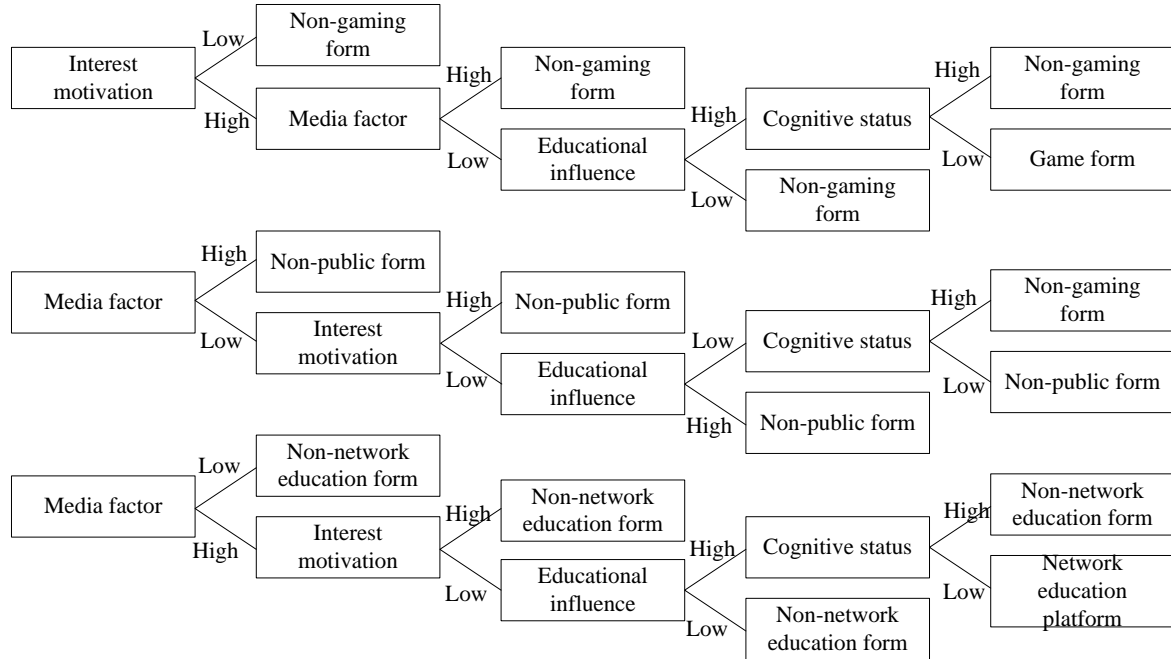 Interest
motivation
Low
High
Non-gaming
form
Media factor
High
Low
Non-gaming
form
Educational
influence
High
Low
Cognitive status
Non-gaming
form
High
Low
Non-gaming
form
Game form
Media factor
High
Low
Non-public form
Interest
motivation
High
Low
Non-public form
Educational
influence
Low
High
Cognitive status
Non-public form
High
Low
Non-gaming
form
Non-public form
Media factor
Low
High
Non-network
education form
Interest
motivation
High
Low
Non-network
education form
Educational
influence
High
Low
Cognitive status
Non-network
education form
High
Low
Non-network
education form
Network
education
platform